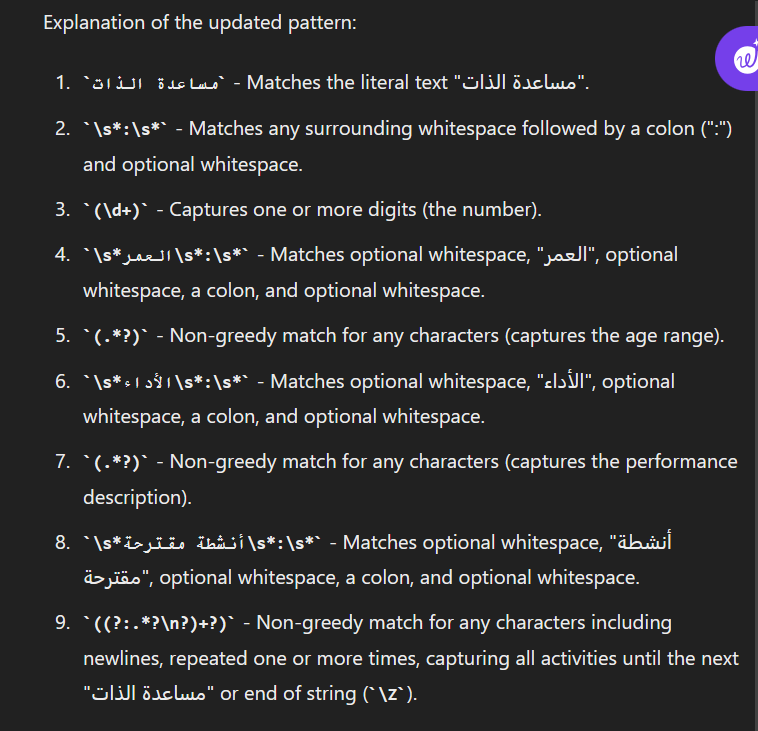 Explanation of the updated pattern:
1. `مساعدة الذات` - Matches the literal text "مساعدة الذات".
2. `\s*:\s*` - Matches any surrounding whitespace followed by a colon (":")
and optional whitespace.
3. `(\d+)` - Captures one or more digits (the number).
4. `\s*العمر\s*:\s*` - Matches optional whitespace, "العمر", optional
whitespace, a colon, and optional whitespace.
5. `(.*?)` - Non-greedy match for any characters (captures the age range).
6. `\s*الأداء\s*:\s*` - Matches optional whitespace, "الأداء", optional
whitespace, a colon, and optional whitespace.
7. `(.*?)` - Non-greedy match for any characters (captures the performance
description).
8. `\s*أنشطة مقترحة\s*:\s*` - Matches optional whitespace, "أنشطة
مقترحة", optional whitespace, a colon, and optional whitespace.
9. `((?:.*?\n?)+?)` - Non-greedy match for any characters including
newlines, repeated one or more times, capturing all activities until the next
"مساعدة الذات" or end of string (`\Z`).